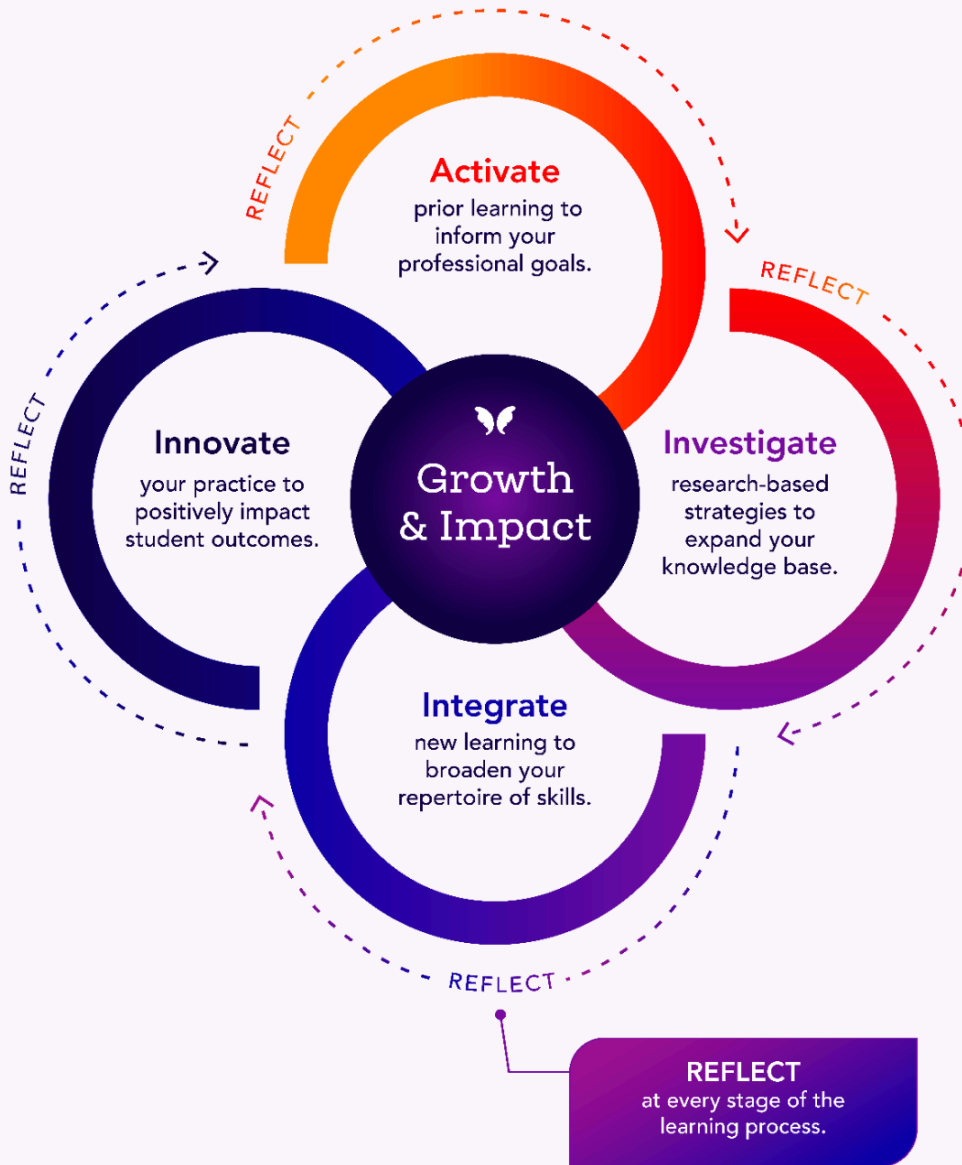 REFLECT
Activate
prior learning to
inform your
professional goals.
REFLECT
Investigate
research-based
strategies to
expand your
knowledge base.
Growth
& Impact
REFLECT
Innovate
your practice to
positively impact
student outcomes.
Integrate
new learning to
broaden your
repertoire of skills.
REFLECT
REFLECT
at every stage of the
learning process.